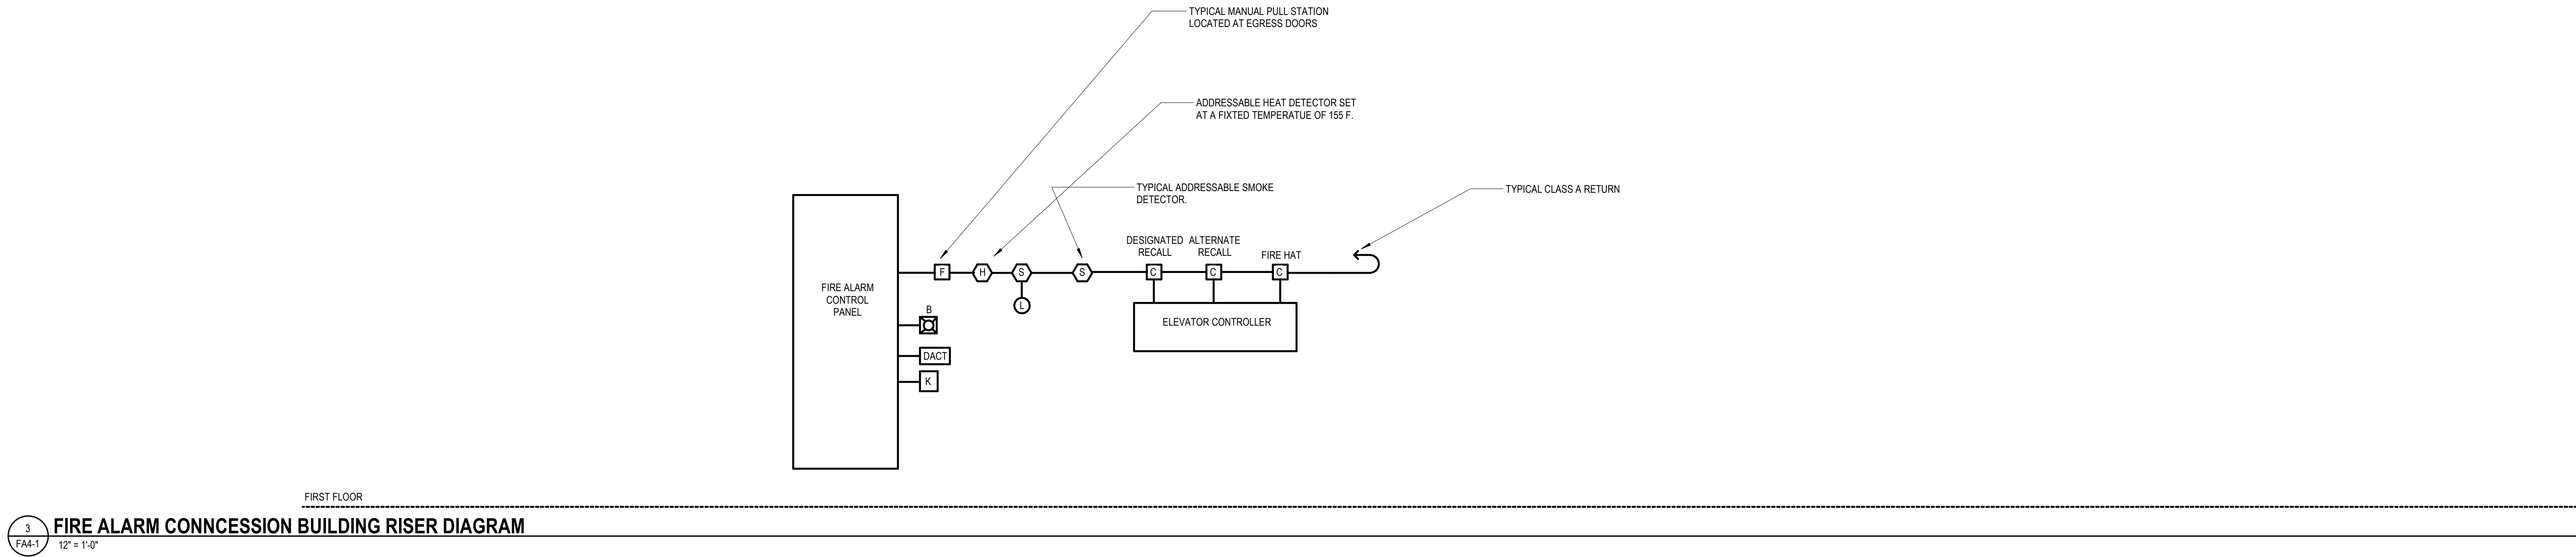 TYPICAL MANUAL PULL STATION
LOCATED AT EGRESS DOORS
ADDRESSABLE HEAT DETECTOR SET
AT A FIXTED TEMPERATUE OF 155 F.
TYPICAL ADDRESSABLE SMOKE
DETECTOR.
TYPICAL CLASS A RETURN
DESIGNATED
RECALL
ALTERNATE
RECALL
FIRE HAT
F
H
S
S
C
C
C
L
FIRE ALARM
CONTROL
PANEL
B
DACT
K
ELEVATOR CONTROLLER
FIRST FLOOR
3
FA4-1
FIRE ALARM CONNCESSION BUILDING RISER DIAGRAM
12" = 1'-0"